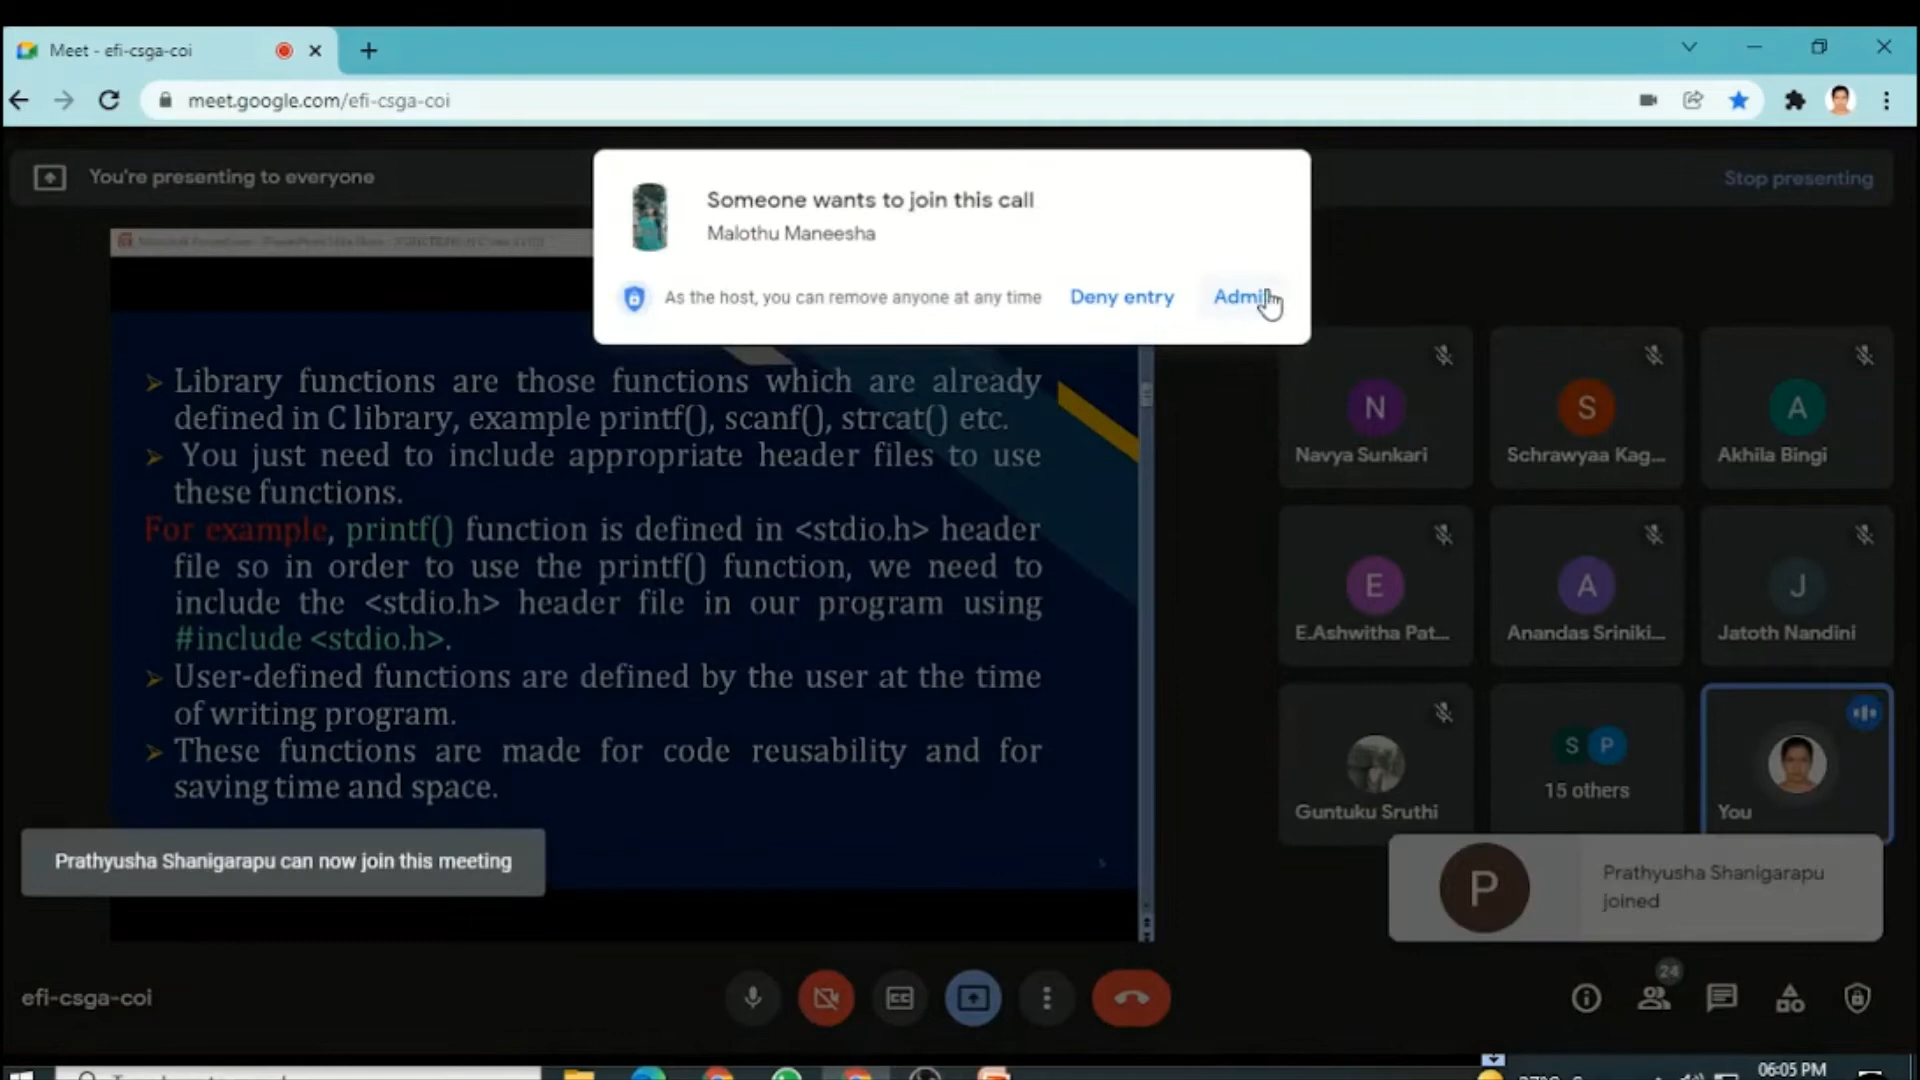 Meet - efi-csga-coi
meet.google.com/efi-csga-coi
You're presenting to everyone
Stop presenting
Someone wants to join this call
Malothu Maneesha
As the host, you can remove anyone at any time
Deny entry
Library functions are those functions which are already
defined in C library, example printf(), scanf(), strcat() etc.
You just need to include appropriate header files to use
these functions.
For example, printf() function is defined in <stdio.h> header
file so in order to use the printf() function, we need to
include the <stdio.h> header file in our program using
#include <stdio.h>.
User-defined functions are defined by the user at the time
of writing program.
These functions are made for code reusability and for
saving time and space.
N
Navya Sunkari
S
Schrawyaa Kag...
A
Akhila Bingi
E
E.Ashwitha Pat...
A
Anandas Sriniki...
J
Jatoth Nandini
Guntuku Sruthi
S P
15 others
You
Prathyusha Shanigarapu can now join this meeting
P
Prathyusha Shanigarapu
joined
efi-csga-coi
CC
24
06:05 PM